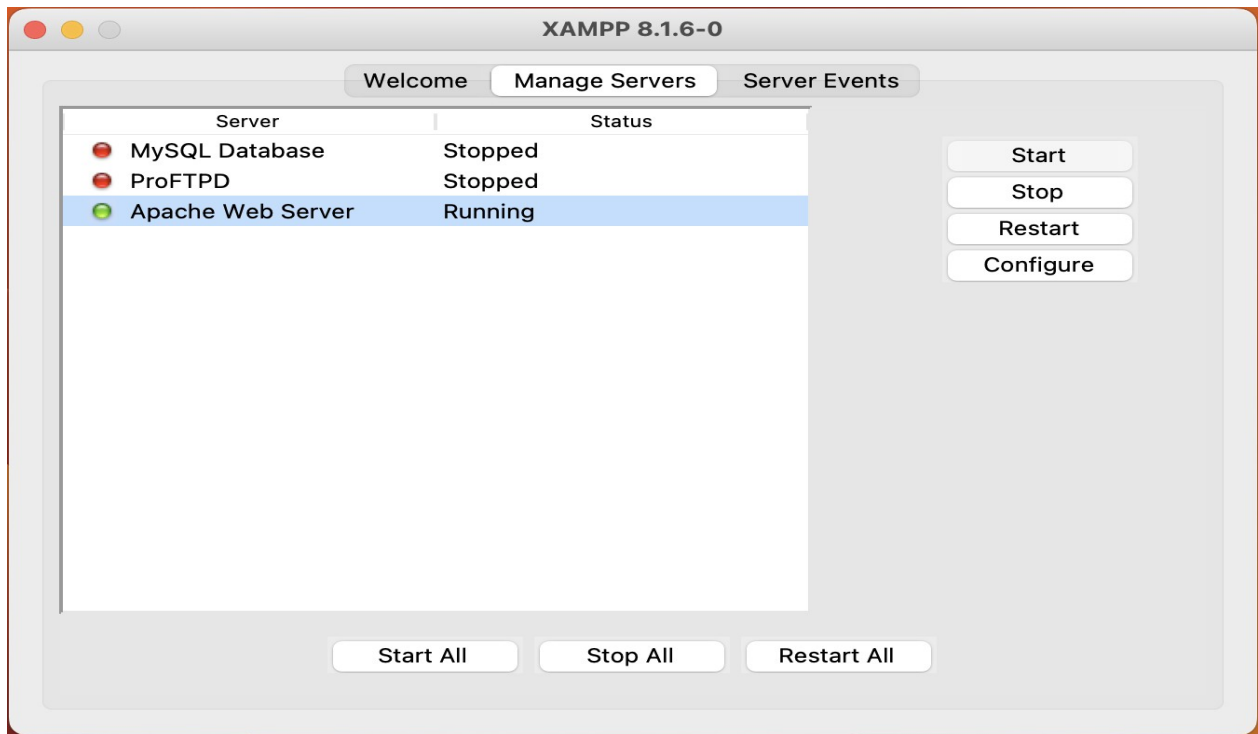 XAMPP 8.1.6-0
Welcome Manage Servers Server Events
Server Status
MySQL Database Stopped
ProFTPD Stopped
Apache Web Server Running
Start
Stop
Restart
Configure
Start All Stop All Restart All